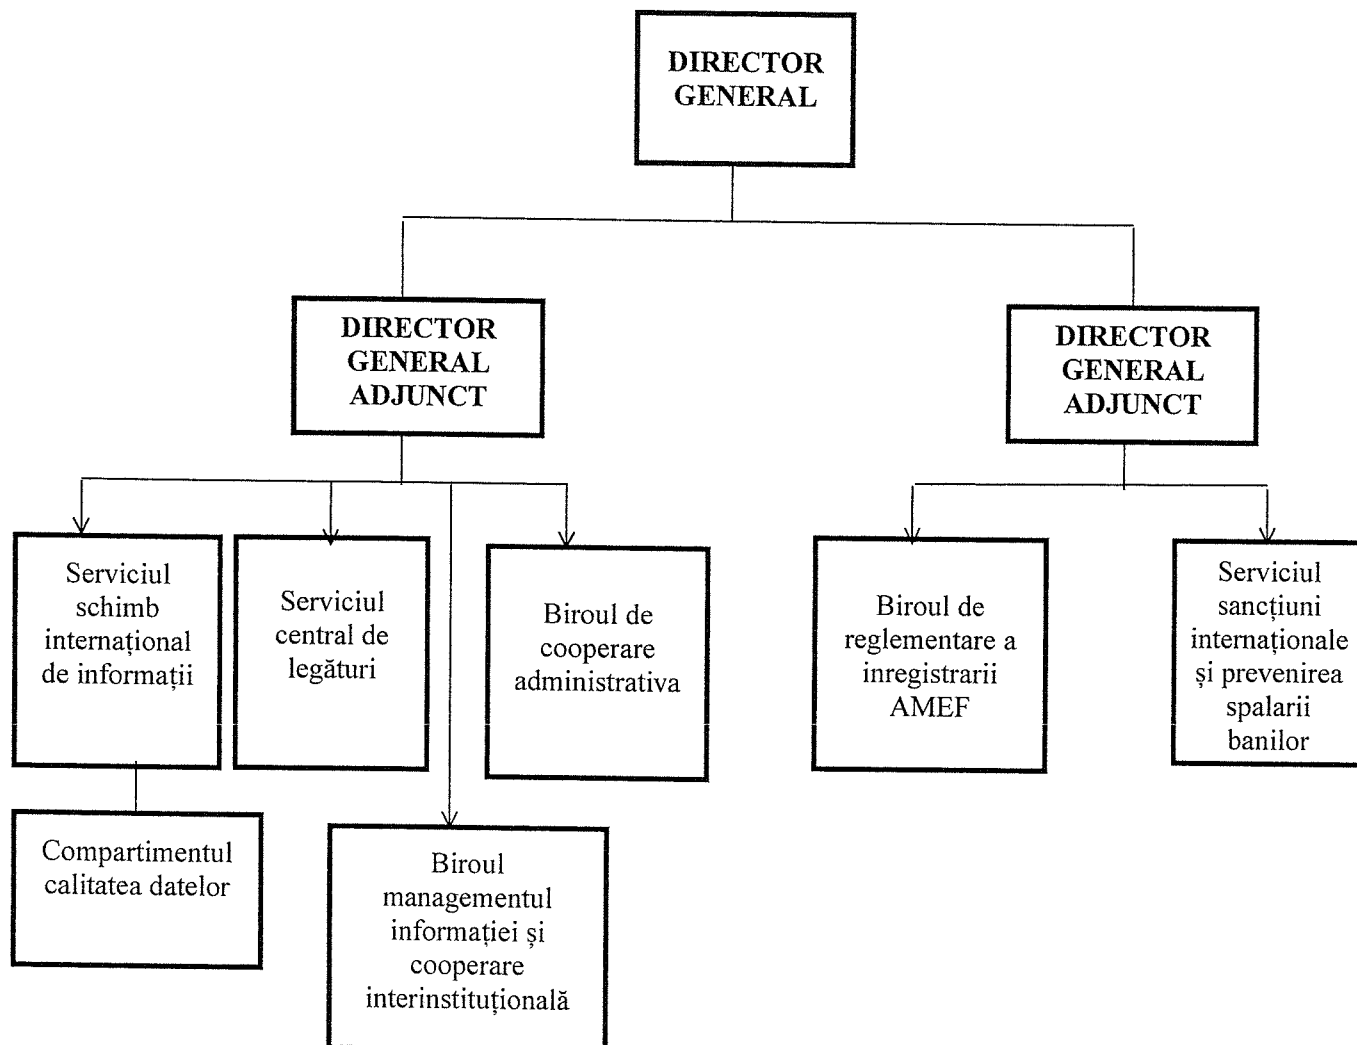 DIRECTOR
GENERAL
DIRECTOR
GENERAL
ADJUNCT
DIRECTOR
GENERAL
ADJUNCT
Serviciul
schimb
internațional
de informații
Serviciul
central de
legături
Biroul de
cooperare
administrativa
Biroul de
reglementare a
inregistrarii
AMEF
Serviciul
sancțiuni
internaționale
și prevenirea
spalarii
banilor
Compartimentul
calitatea datelor
Biroul
managementul
informației și
cooperare
interinstituțională